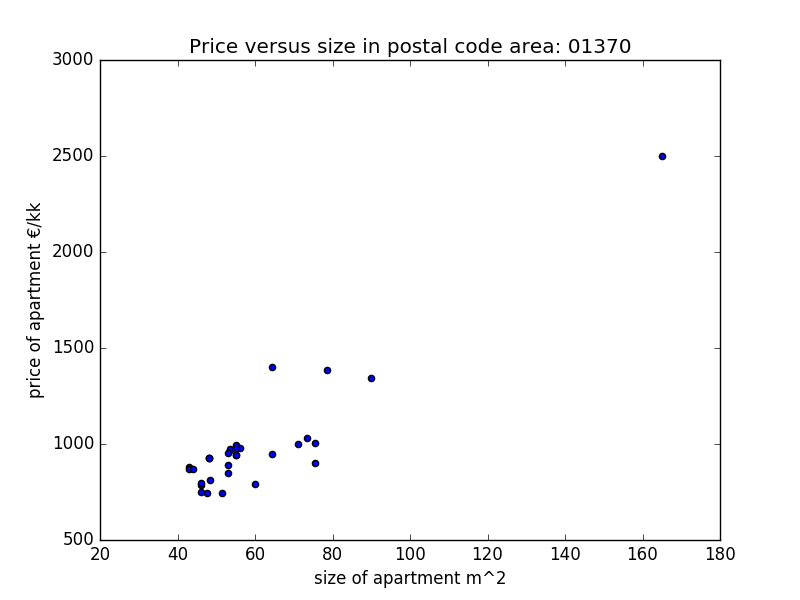 Price versus size in postal code area: 01370
3000
2500
2000
1500
1000
500
price of apartment €/kk
20 40 60 80 100 120 140 160 180
size of apartment m^2